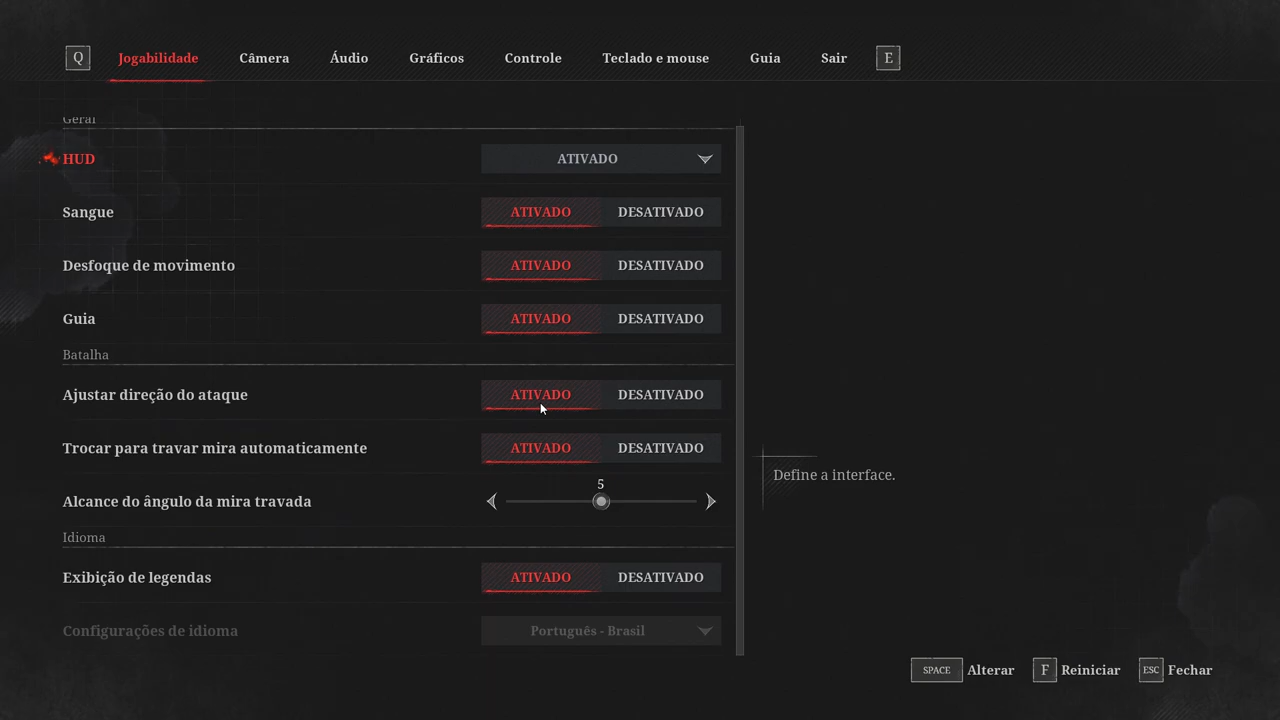 Q Jogabilidade Câmera Áudio Gráficos Controle Teclado e mouse Guia Sair E
Geral
HUD ATIVADO
Sangue ATIVADO DESATIVADO
Desfoque de movimento ATIVADO DESATIVADO
Guia ATIVADO DESATIVADO
Batalha
Ajustar direção do ataque ATIVADO DESATIVADO
Trocar para travar mira automaticamente ATIVADO DESATIVADO
Define a interface.
5
Alcance do ângulo da mira travada
Idioma
Exibição de legendas ATIVADO DESATIVADO
Configurações de idioma Português - Brasil
SPACE Alterar F Reiniciar ESC Fechar